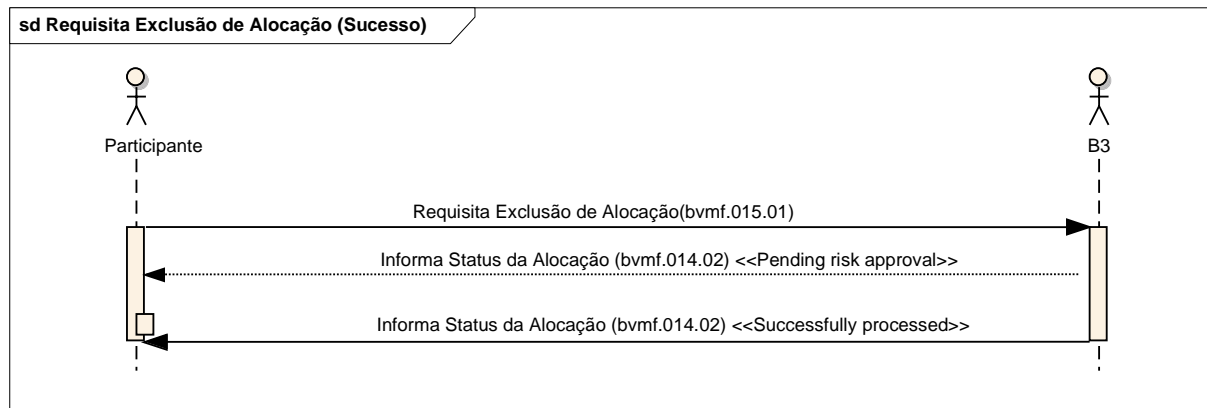 sd Requisita Exclusão de Alocação (Sucesso)
Participante
B3
Requisita Exclusão de Alocação(bvmf.015.01)
Informa Status da Alocação (bvmf.014.02) <<Pending risk approval>>
Informa Status da Alocação (bvmf.014.02) <<Successfully processed>>